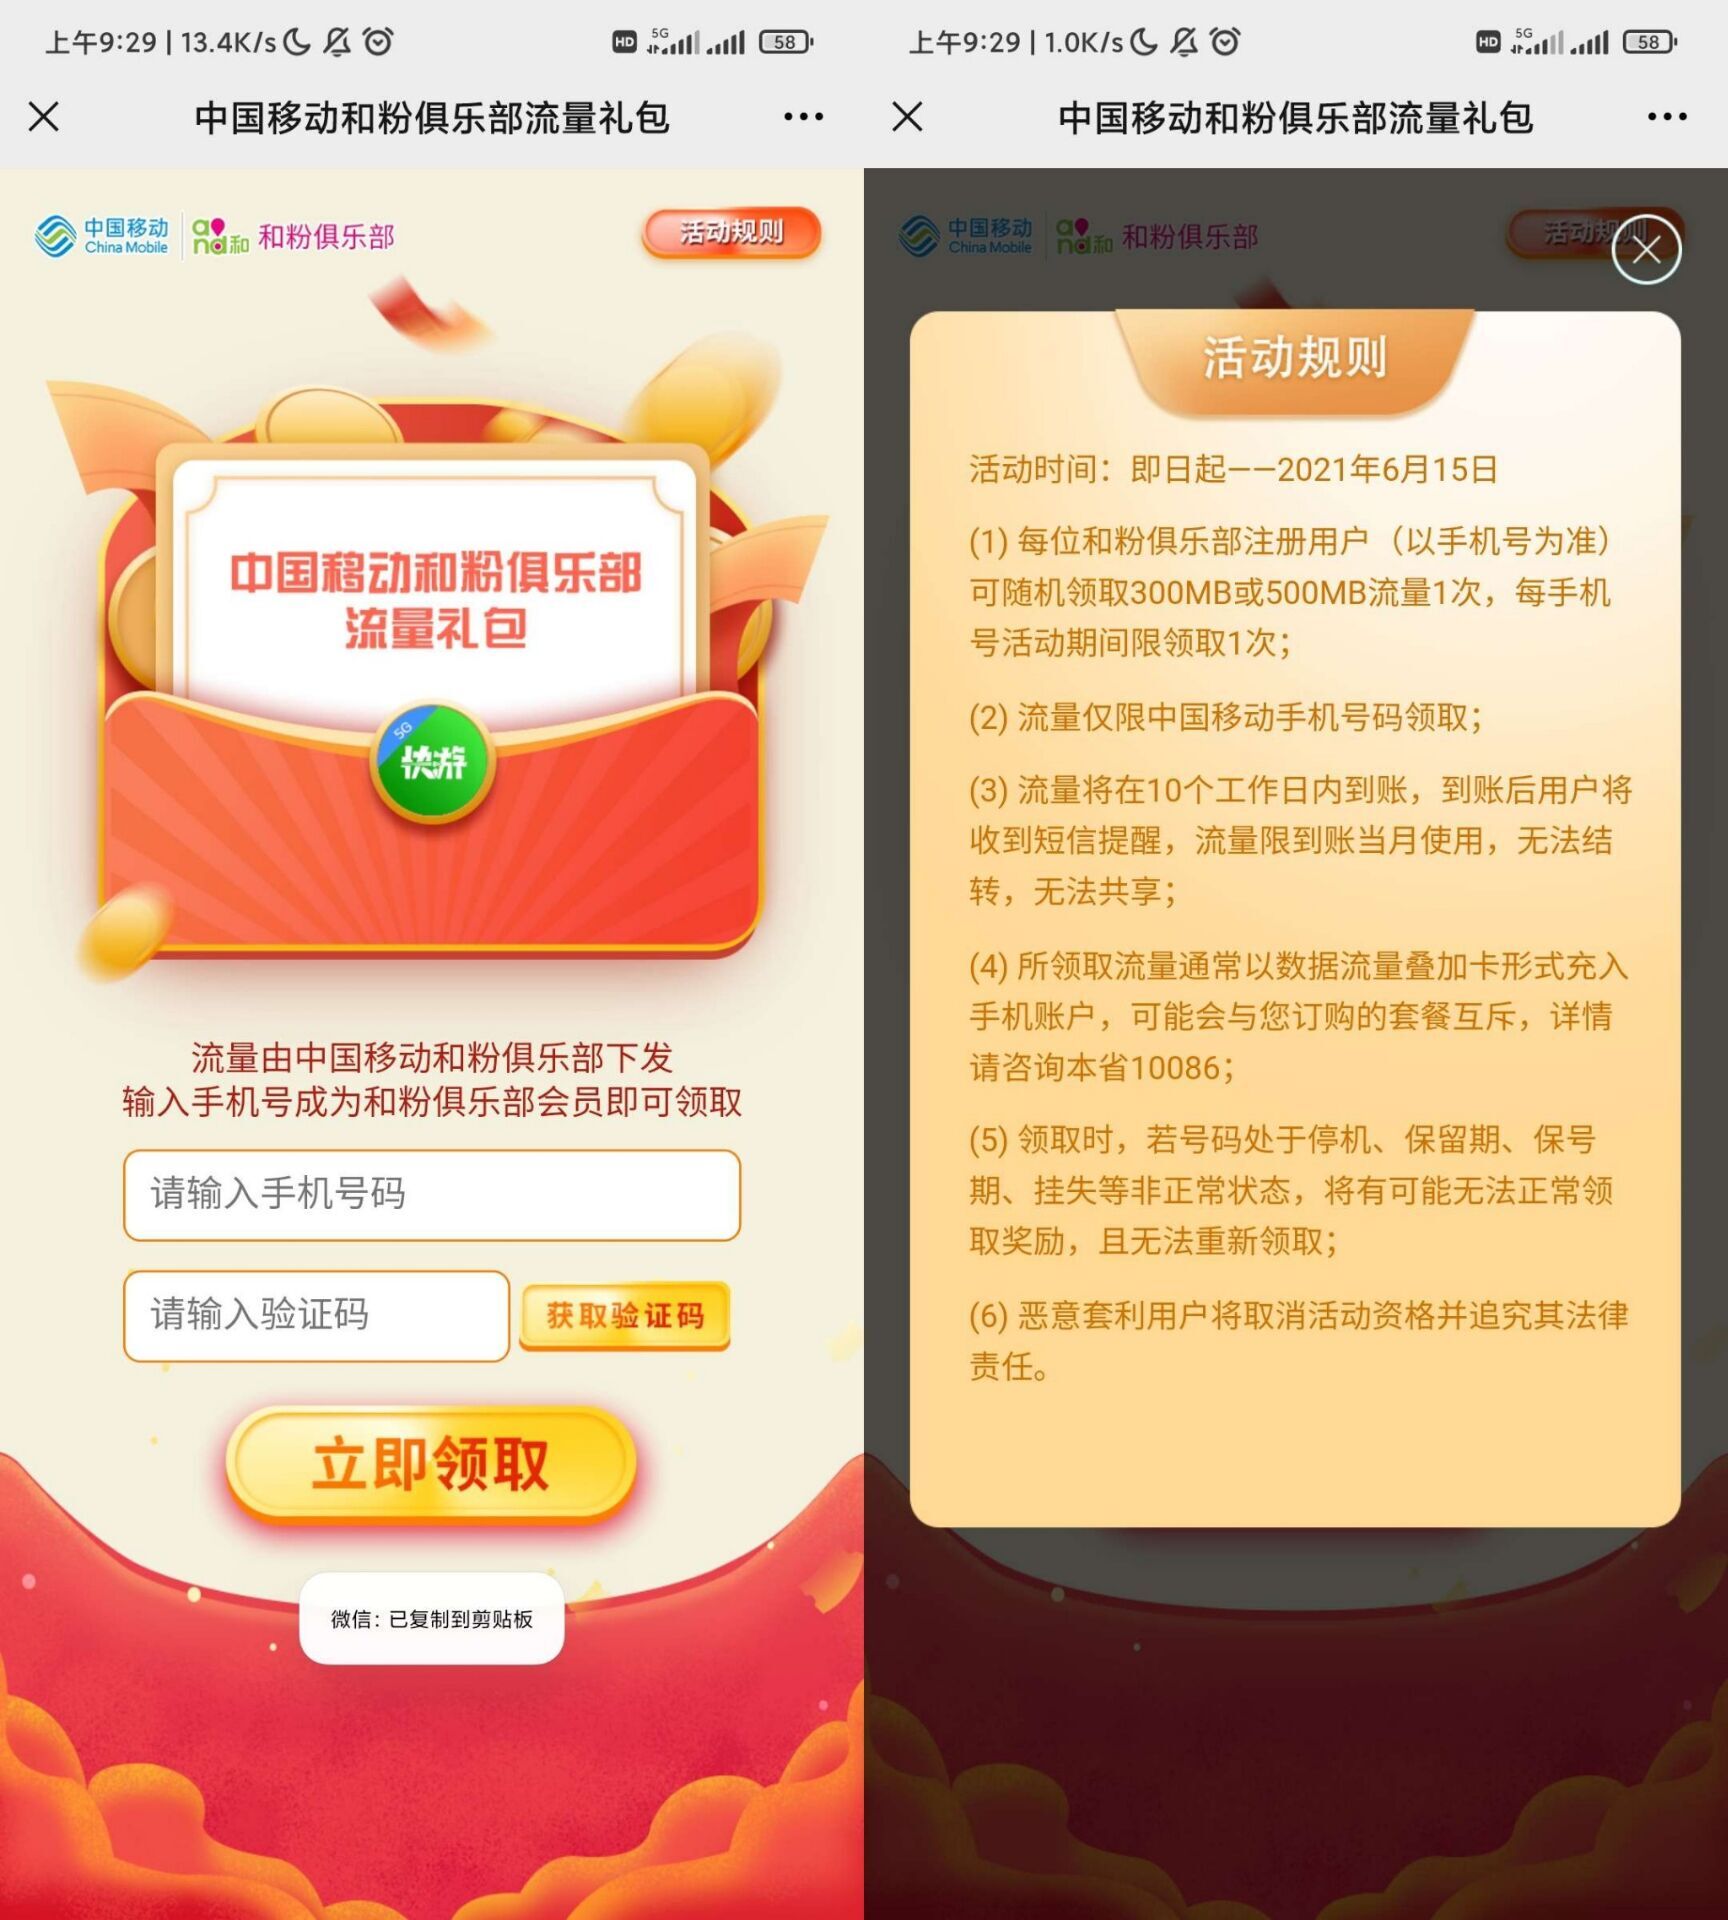 上午9:29 | 13.4K/s
HD 5G 58
中国移动和粉俱乐部流量礼包
中国移动
China Mobile
and和
和粉俱乐部
活动规则
中国移动和粉俱乐部
流量礼包
5G
快游
流量由中国移动和粉俱乐部下发
输入手机号成为和粉俱乐部会员即可领取
请输入手机号码
请输入验证码
获取验证码
立即领取
微信：已复制到剪贴板
上午9:29 | 1.0K/s
HD 5G 58
中国移动和粉俱乐部流量礼包
中国移动
China Mobile
and和
和粉俱乐部
活动规则
活动规则
活动时间：即日起——2021年6月15日
(1) 每位和粉俱乐部注册用户（以手机号为准）
可随机领取300MB或500MB流量1次，每手机
号活动期间限领取1次；
(2) 流量仅限中国移动手机号码领取；
(3) 流量将在10个工作日内到账，到账后用户将
收到短信提醒，流量限到账当月使用，无法结
转，无法共享；
(4) 所领取流量通常以数据流量叠加卡形式充入
手机账户，可能会与您订购的套餐互斥，详情
请咨询本省10086；
(5) 领取时，若号码处于停机、保留期、保号
期、挂失等非正常状态，将有可能无法正常领
取奖励，且无法重新领取；
(6) 恶意套利用户将取消活动资格并追究其法律
责任。